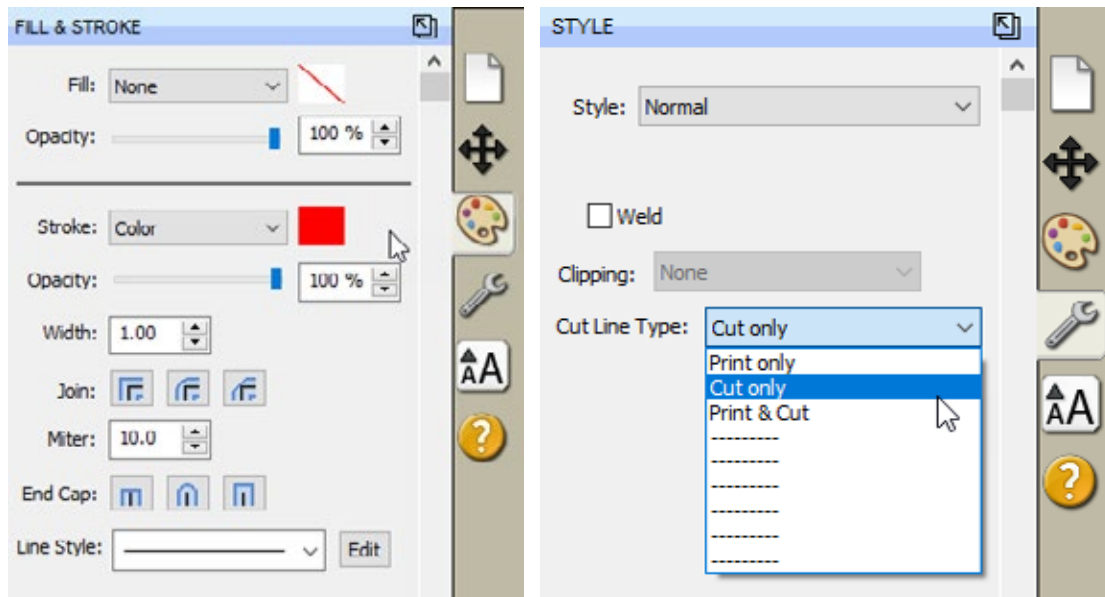 FILL & STROKE
Fill: None
Opacity: 100 %
Stroke: Color
Opacity: 100 %
Width: 1.00
Join:
Miter: 10.0
End Cap:
Line Style: Edit
AA
?
STYLE
Style: Normal
Weld
Clipping: None
Cut Line Type: Cut only
Print only
Cut only
Print & Cut
---------
---------
---------
---------
---------
---------
AA
?